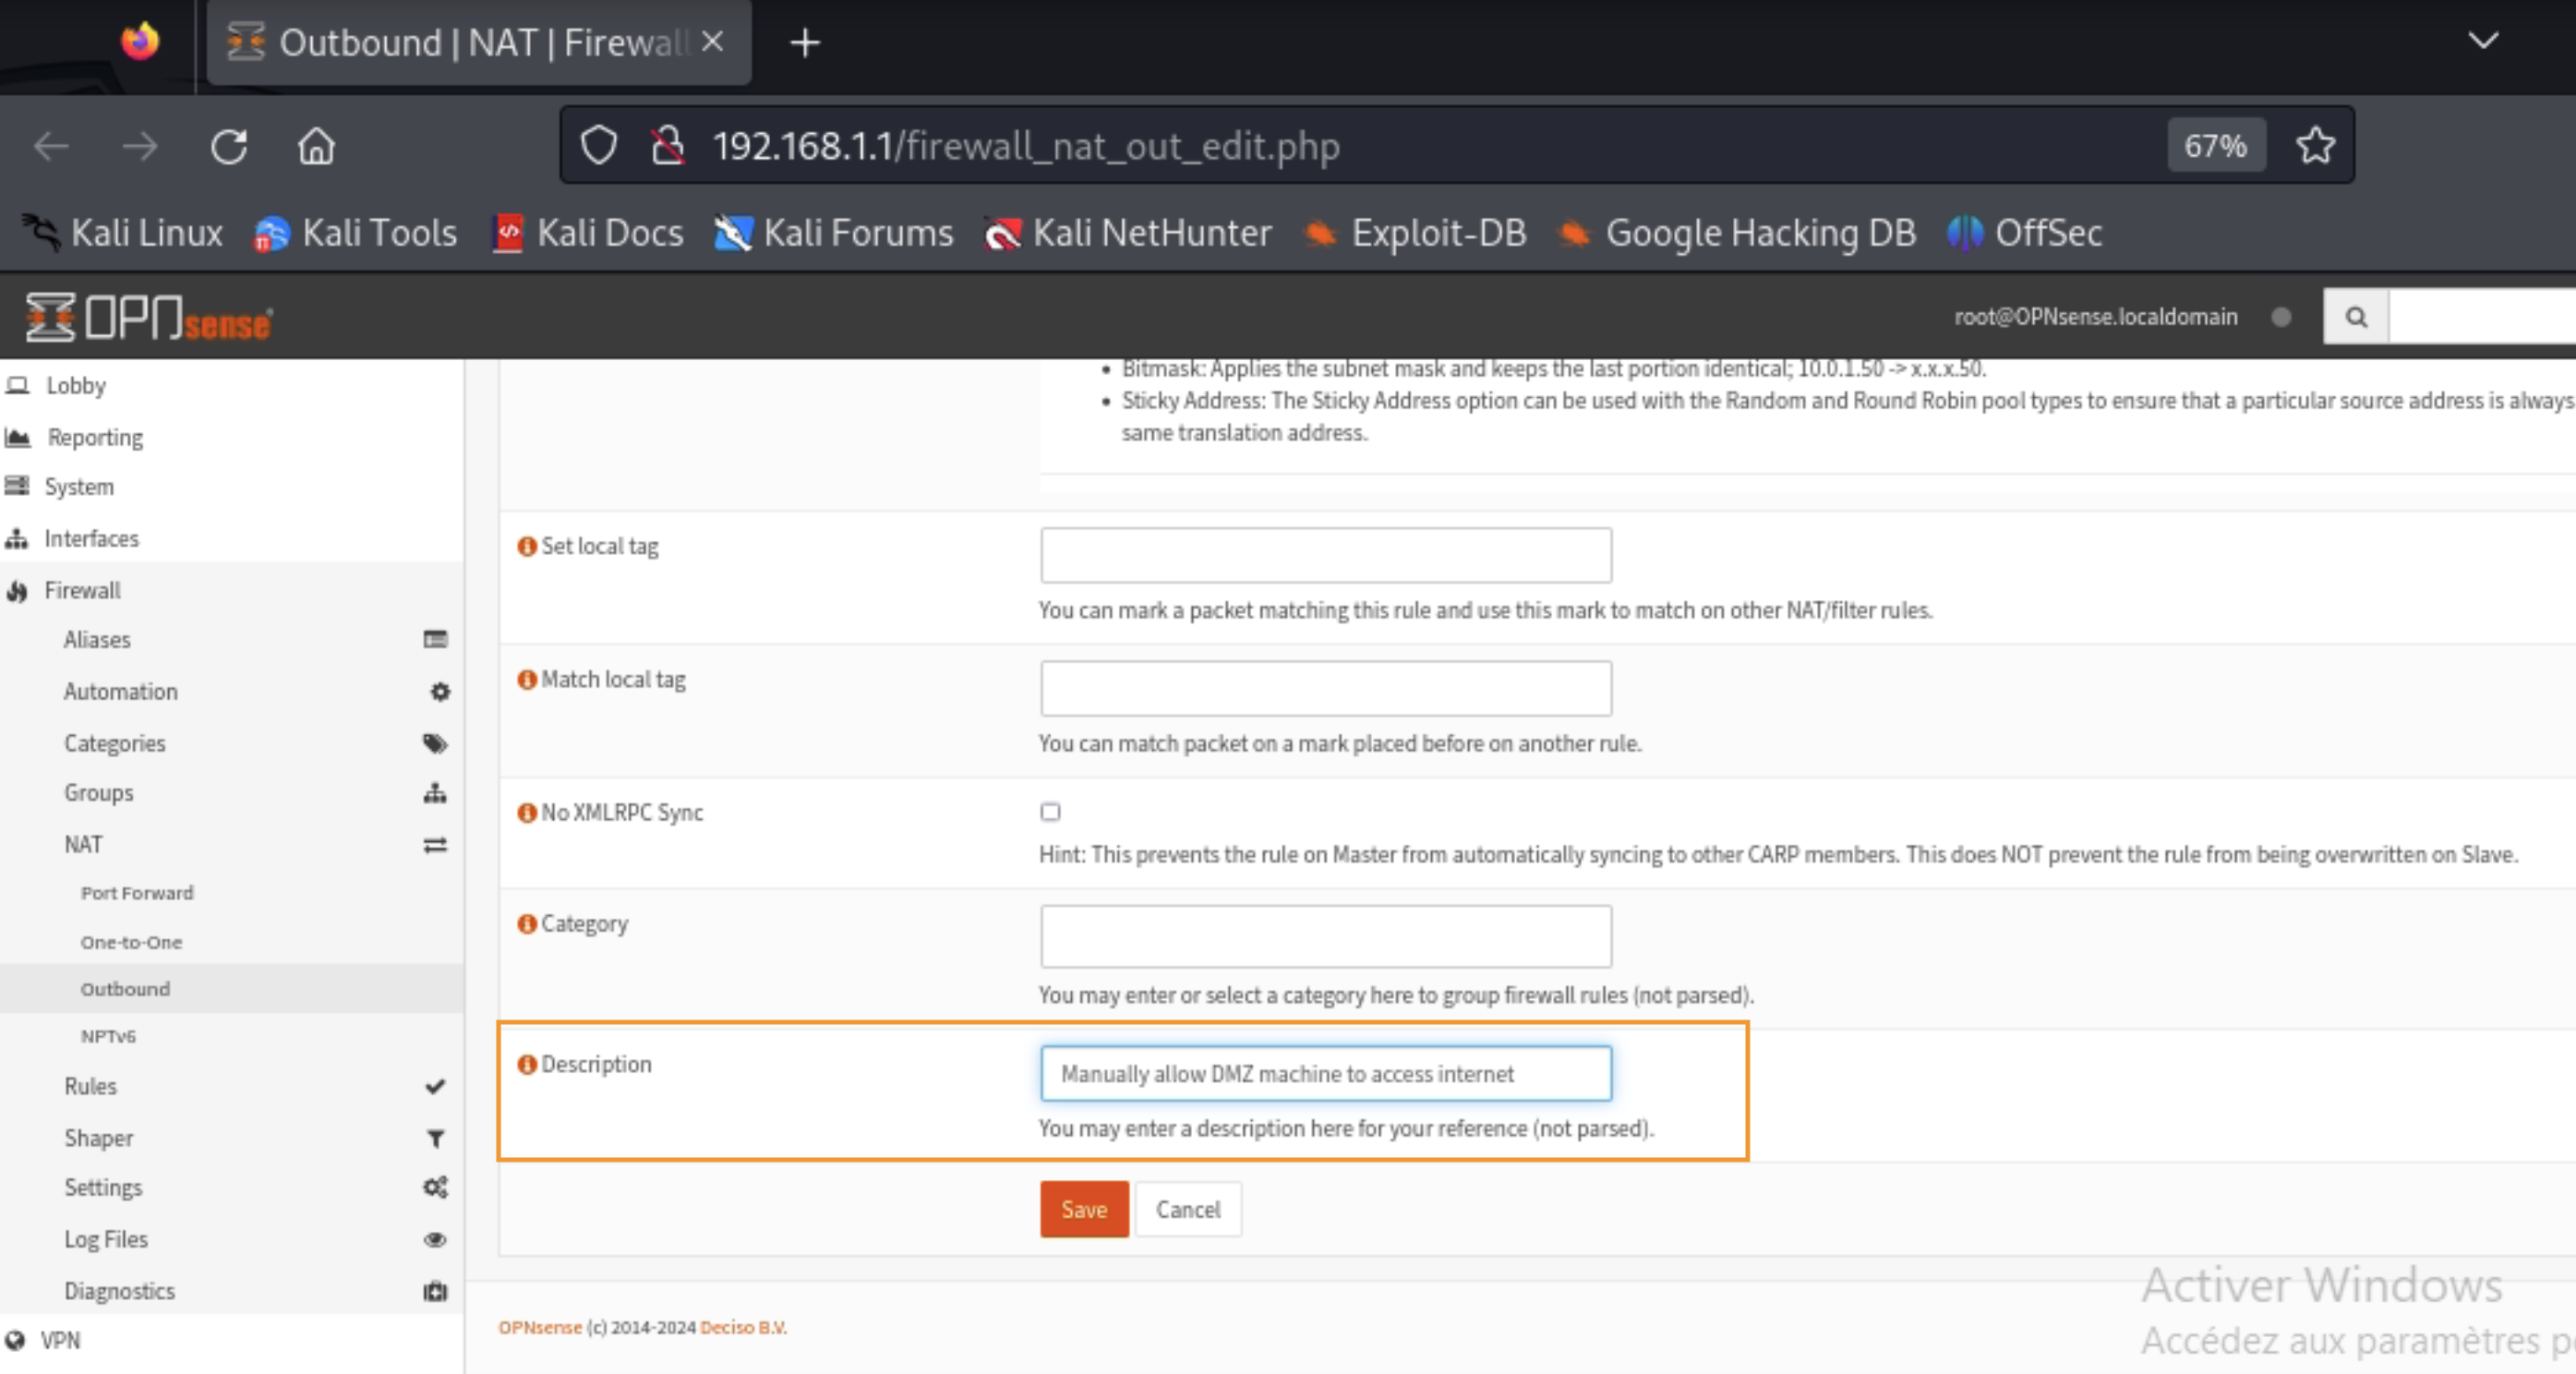 Outbound | NAT | Firewall
192.168.1.1/firewall_nat_out_edit.php
67%
Kali Linux
Kali Tools
Kali Docs
Kali Forums
Kali NetHunter
Exploit-DB
Google Hacking DB
OffSec
OPNsense
root@OPNsense.localdomain
Lobby
Reporting
System
Interfaces
Firewall
Aliases
Automation
Categories
Groups
NAT
Port Forward
One-to-One
Outbound
NPTv6
Rules
Shaper
Settings
Log Files
Diagnostics
VPN
Bitmask: Applies the subnet mask and keeps the last portion identical; 10.0.1.50 -> x.x.x.50.
Sticky Address: The Sticky Address option can be used with the Random and Round Robin pool types to ensure that a particular source address is always
same translation address.
Set local tag
You can mark a packet matching this rule and use this mark to match on other NAT/filter rules.
Match local tag
You can match packet on a mark placed before on another rule.
No XMLRPC Sync
Hint: This prevents the rule on Master from automatically syncing to other CARP members. This does NOT prevent the rule from being overwritten on Slave.
Category
You may enter or select a category here to group firewall rules (not parsed).
Description
Manually allow DMZ machine to access internet
You may enter a description here for your reference (not parsed).
Save
Cancel
OPNsense (c) 2014-2024 Deciso B.V.
Activer Windows
Accédez aux paramètres